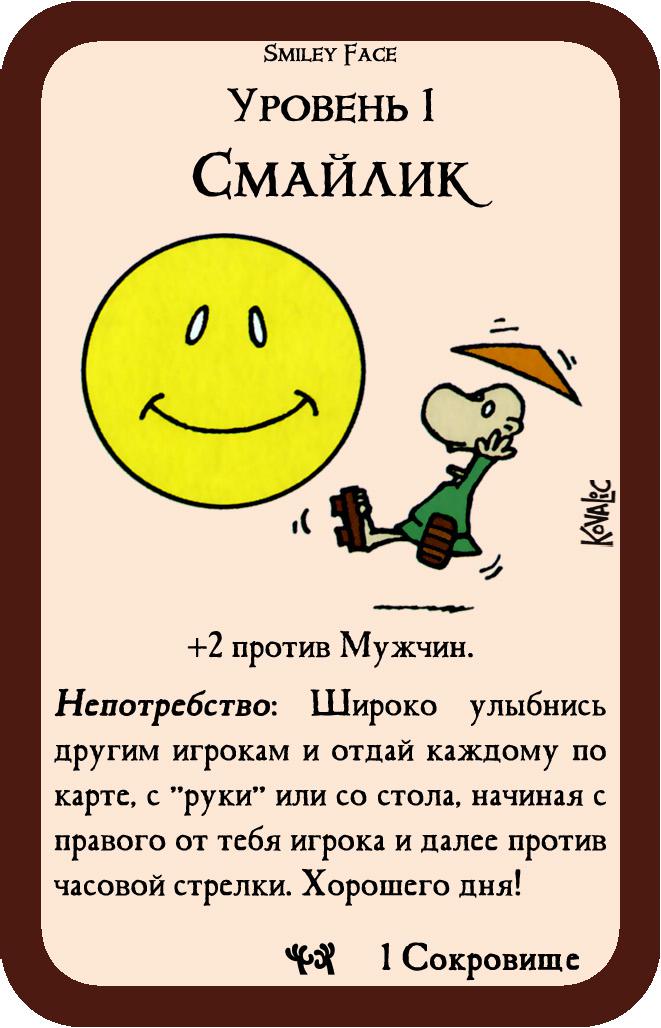 Smiley Face
Уровень 1
Смайлик
Kovalic
+2 против Мужчин.
Непотребство: Широко улыбнись
другим игрокам и отдай каждому по
карте, с ”руки” или со стола, начиная с
правого от тебя игрока и далее против
часовой стрелки. Хорошего дня!
1 Сокровище